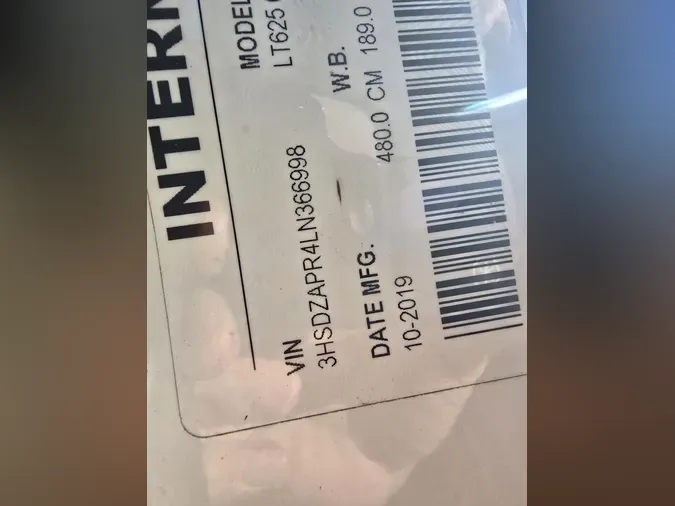 INTERN
MODEL
LT625
VIN
3HSDZAPR4LN366998
W.B.
DATE MFG.
480.0 CM 189.0
10-2019